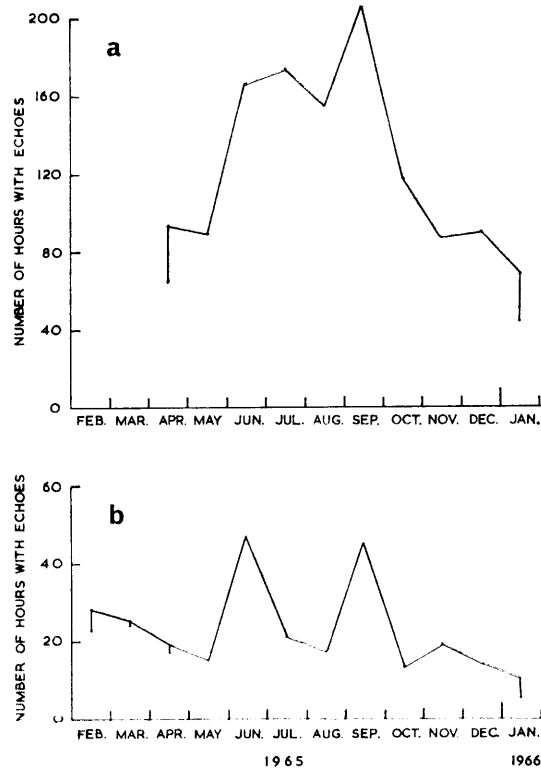 a
NUMBER OF HOURS WITH ECHOES
200
160
120
80
40
0
FEB. MAR. APR. MAY JUN. JUL. AUG. SEP. OCT. NOV. DEC. JAN.
b
NUMBER OF HOURS WITH ECHOES
60
40
20
0
FEB. MAR. APR. MAY JUN. JUL. AUG. SEP. OCT. NOV. DEC. JAN.
1965 1966